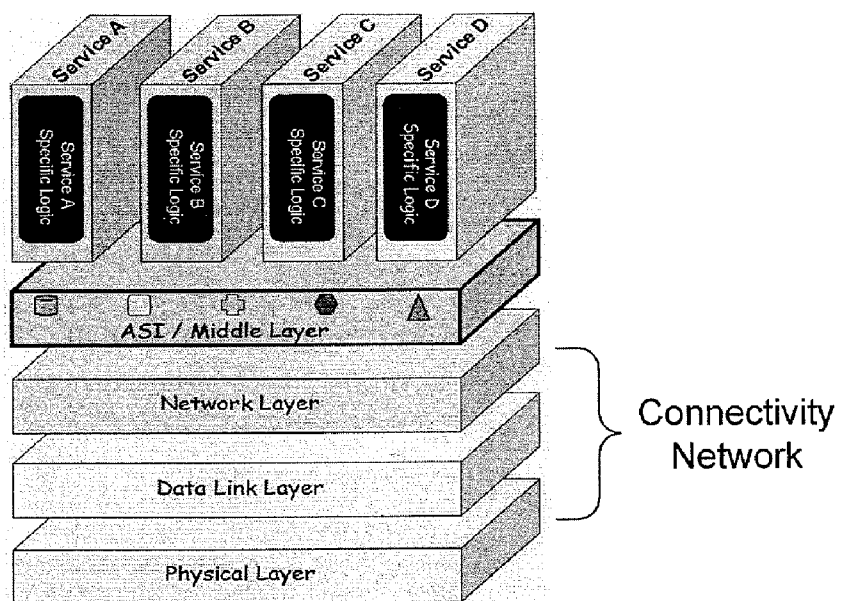 Service A
Service B
Service C
Service D
Service A
Specific Logic
Service B
Specific Logic
Service C
Specific Logic
Service D
Specific Logic
ASI / Middle Layer
Network Layer
Data Link Layer
Physical Layer
Connectivity
Network